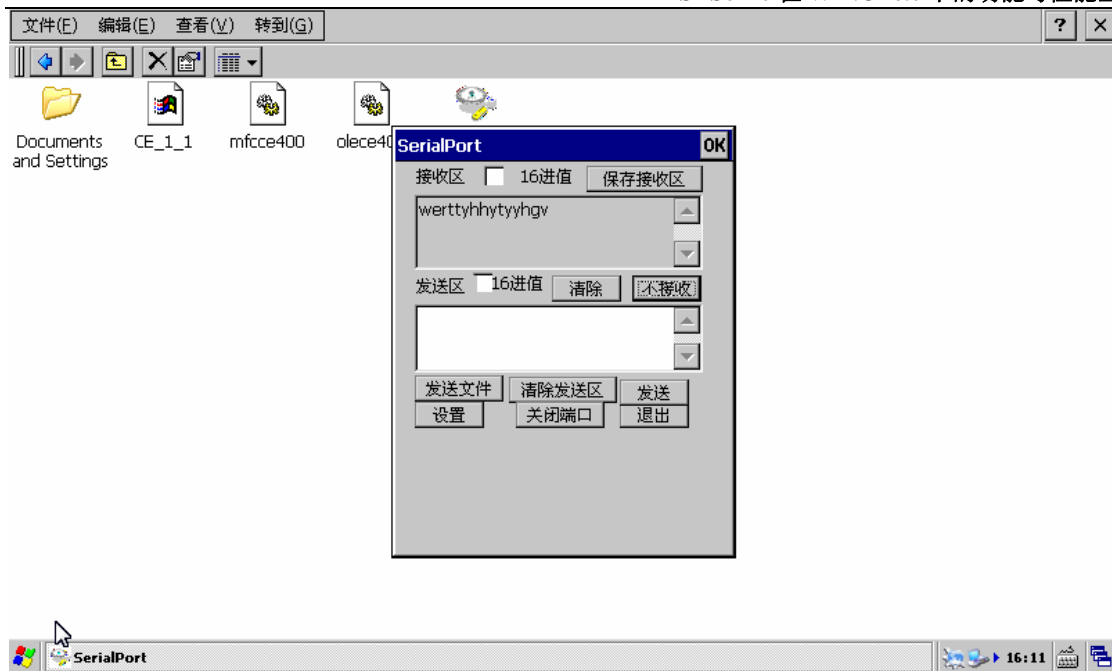 文件(F) 编辑(E) 查看(V) 转到(G) ? ×
Documents and Settings
CE_1_1
mfcce400
olece40
SerialPort OK
接收区 16进值 保存接收区
werttyhhytyyhgv
发送区 16进值 清除 不接收
发送文件 清除发送区 发送
设置 关闭端口 退出
SerialPort 16:11